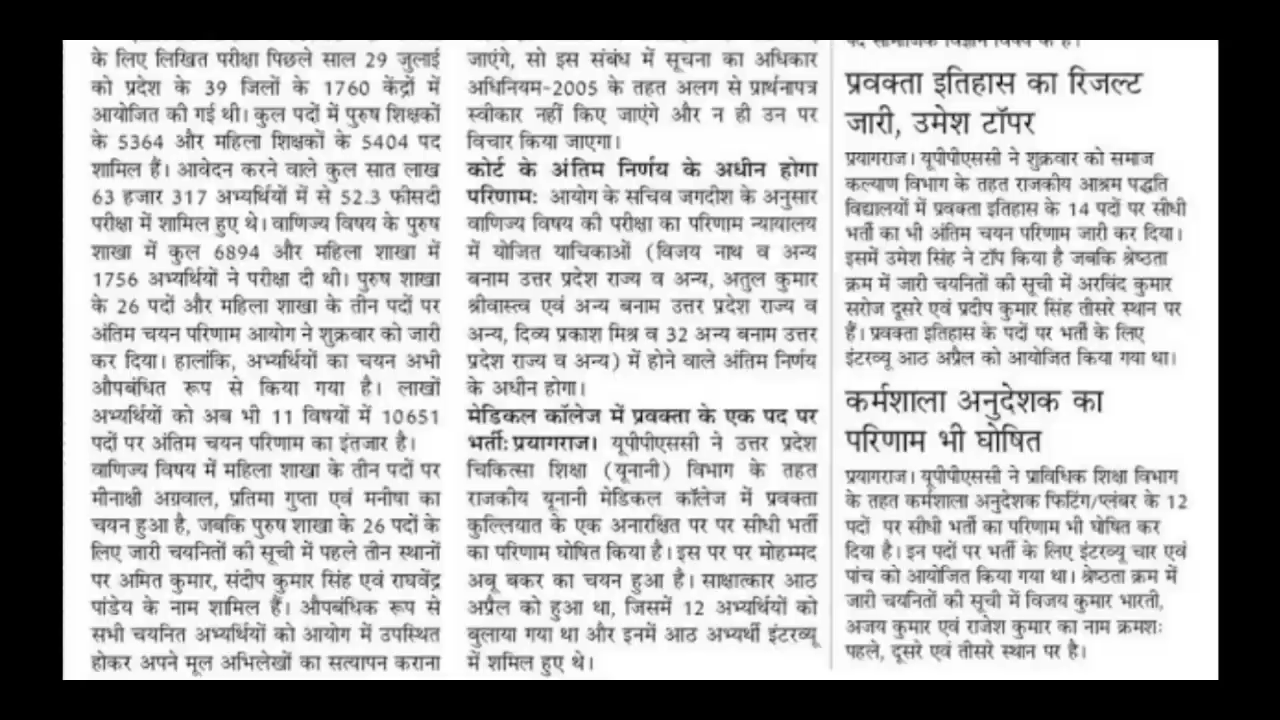 के लिए लिखित परीक्षा पिछले साल 29 जुलाई
को प्रदेश के 39 जिलों के 1760 केंद्रों में
आयोजित की गई थी। कुल पदों में पुरुष शिक्षकों
के 5364 और महिला शिक्षकों के 5404 पद
शामिल हैं। आवेदन करने वाले कुल सात लाख
63 हजार 317 अभ्यर्थियों में से 52.3 फीसदी
परीक्षा में शामिल हुए थे। वाणिज्य विषय के पुरुष
शाखा में कुल 6894 और महिला शाखा में
1756 अभ्यर्थियों ने परीक्षा दी थी। पुरुष शाखा
के 26 पदों और महिला शाखा के तीन पदों पर
अंतिम चयन परिणाम आयोग ने शुक्रवार को जारी
कर दिया। हालांकि, अभ्यर्थियों का चयन अभी
औपबंधित रूप से किया गया है। लाखों
अभ्यर्थियों को अब भी 11 विषयों में 10651
पदों पर अंतिम चयन परिणाम का इंतजार है।
वाणिज्य विषय में महिला शाखा के तीन पदों पर
मीनाक्षी अग्रवाल, प्रतिमा गुप्ता एवं मनीषा का
चयन हुआ है, जबकि पुरुष शाखा के 26 पदों के
लिए जारी चयनितों की सूची में पहले तीन स्थानों
पर अमित कुमार, संदीप कुमार सिंह एवं राघवेंद्र
पांडेय के नाम शामिल हैं। औपबंधिक रूप से
सभी चयनित अभ्यर्थियों को आयोग में उपस्थित
होकर अपने मूल अभिलेखों का सत्यापन कराना
जाएंगे, सो इस संबंध में सूचना का अधिकार
अधिनियम-2005 के तहत अलग से प्रार्थनापत्र
स्वीकार नहीं किए जाएंगे और न ही उन पर
विचार किया जाएगा।
कोर्ट के अंतिम निर्णय के अधीन होगा
परिणाम: आयोग के सचिव जगदीश के अनुसार
वाणिज्य विषय की परीक्षा का परिणाम न्यायालय
में योजित याचिकाओं (विजय नाथ व अन्य
बनाम उत्तर प्रदेश राज्य व अन्य, अतुल कुमार
श्रीवास्त्व एवं अन्य बनाम उत्तर प्रदेश राज्य व
अन्य, दिव्य प्रकाश मिश्र व 32 अन्य बनाम उत्तर
प्रदेश राज्य व अन्य) में होने वाले अंतिम निर्णय
के अधीन होगा।
मेडिकल कॉलेज में प्रवक्ता के एक पद पर
भर्ती: प्रयागराज। यूपीपीएससी ने उत्तर प्रदेश
चिकित्सा शिक्षा (यूनानी) विभाग के तहत
राजकीय यूनानी मेडिकल कॉलेज में प्रवक्ता
कुल्लियात के एक अनारक्षित पर पर सीधी भर्ती
का परिणाम घोषित किया है। इस पर पर मोहम्मद
अबू बकर का चयन हुआ है। साक्षात्कार आठ
अप्रैल को हुआ था, जिसमें 12 अभ्यर्थियों को
बुलाया गया था और इनमें आठ अभ्यर्थी इंटरव्यू
में शमिल हुए थे।
प्रवक्ता इतिहास का रिजल्ट
जारी, उमेश टॉपर
प्रयागराज। यूपीपीएससी ने शुक्रवार को समाज
कल्याण विभाग के तहत राजकीय आश्रम पद्धति
विद्यालयों में प्रवक्ता इतिहास के 14 पदों पर सीधी
भर्ती का भी अंतिम चयन परिणाम जारी कर दिया।
इसमें उमेश सिंह ने टॉप किया है जबकि श्रेष्ठता
क्रम में जारी चयनितों की सूची में अरविंद कुमार
सरोज दूसरे एवं प्रदीप कुमार सिंह तीसरे स्थान पर
हैं। प्रवक्ता इतिहास के पदों पर भर्ती के लिए
इंटरव्यू आठ अप्रैल को आयोजित किया गया था।
कर्मशाला अनुदेशक का
परिणाम भी घोषित
प्रयागराज। यूपीपीएससी ने प्राविधिक शिक्षा विभाग
के तहत कर्मशाला अनुदेशक फिटिंग/प्लंबर के 12
पदों पर सीधी भर्ती का परिणाम भी घोषित कर
दिया है। इन पदों पर भर्ती के लिए इंटरव्यू चार एवं
पांच को आयोजित किया गया था। श्रेष्ठता क्रम में
जारी चयनितों की सूची में विजय कुमार भारती,
अजय कुमार एवं राजेश कुमार का नाम क्रमशः
पहले, दूसरे एवं तीसरे स्थान पर है।